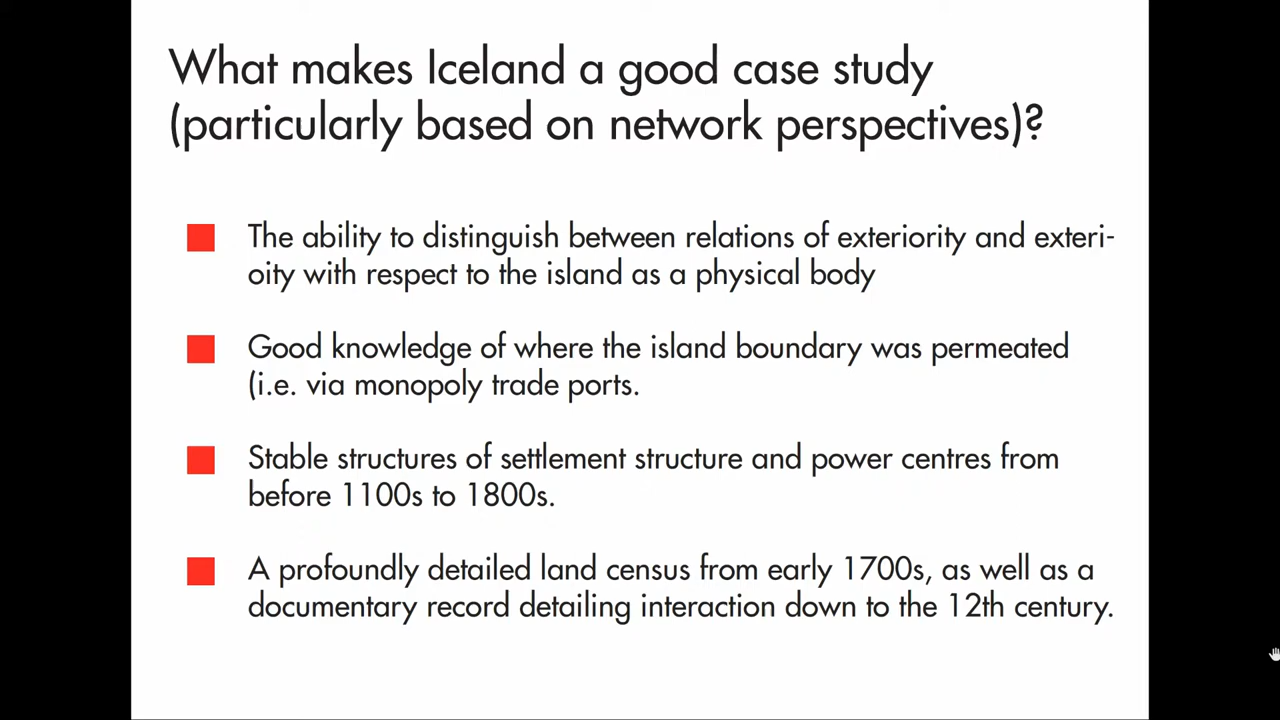 What makes Iceland a good case study
(particularly based on network perspectives)?
The ability to distinguish between relations of exteriority and exteri-
oity with respect to the island as a physical body
Good knowledge of where the island boundary was permeated
(i.e. via monopoly trade ports.
Stable structures of settlement structure and power centres from
before 1100s to 1800s.
A profoundly detailed land census from early 1700s, as well as a
documentary record detailing interaction down to the 12th century.